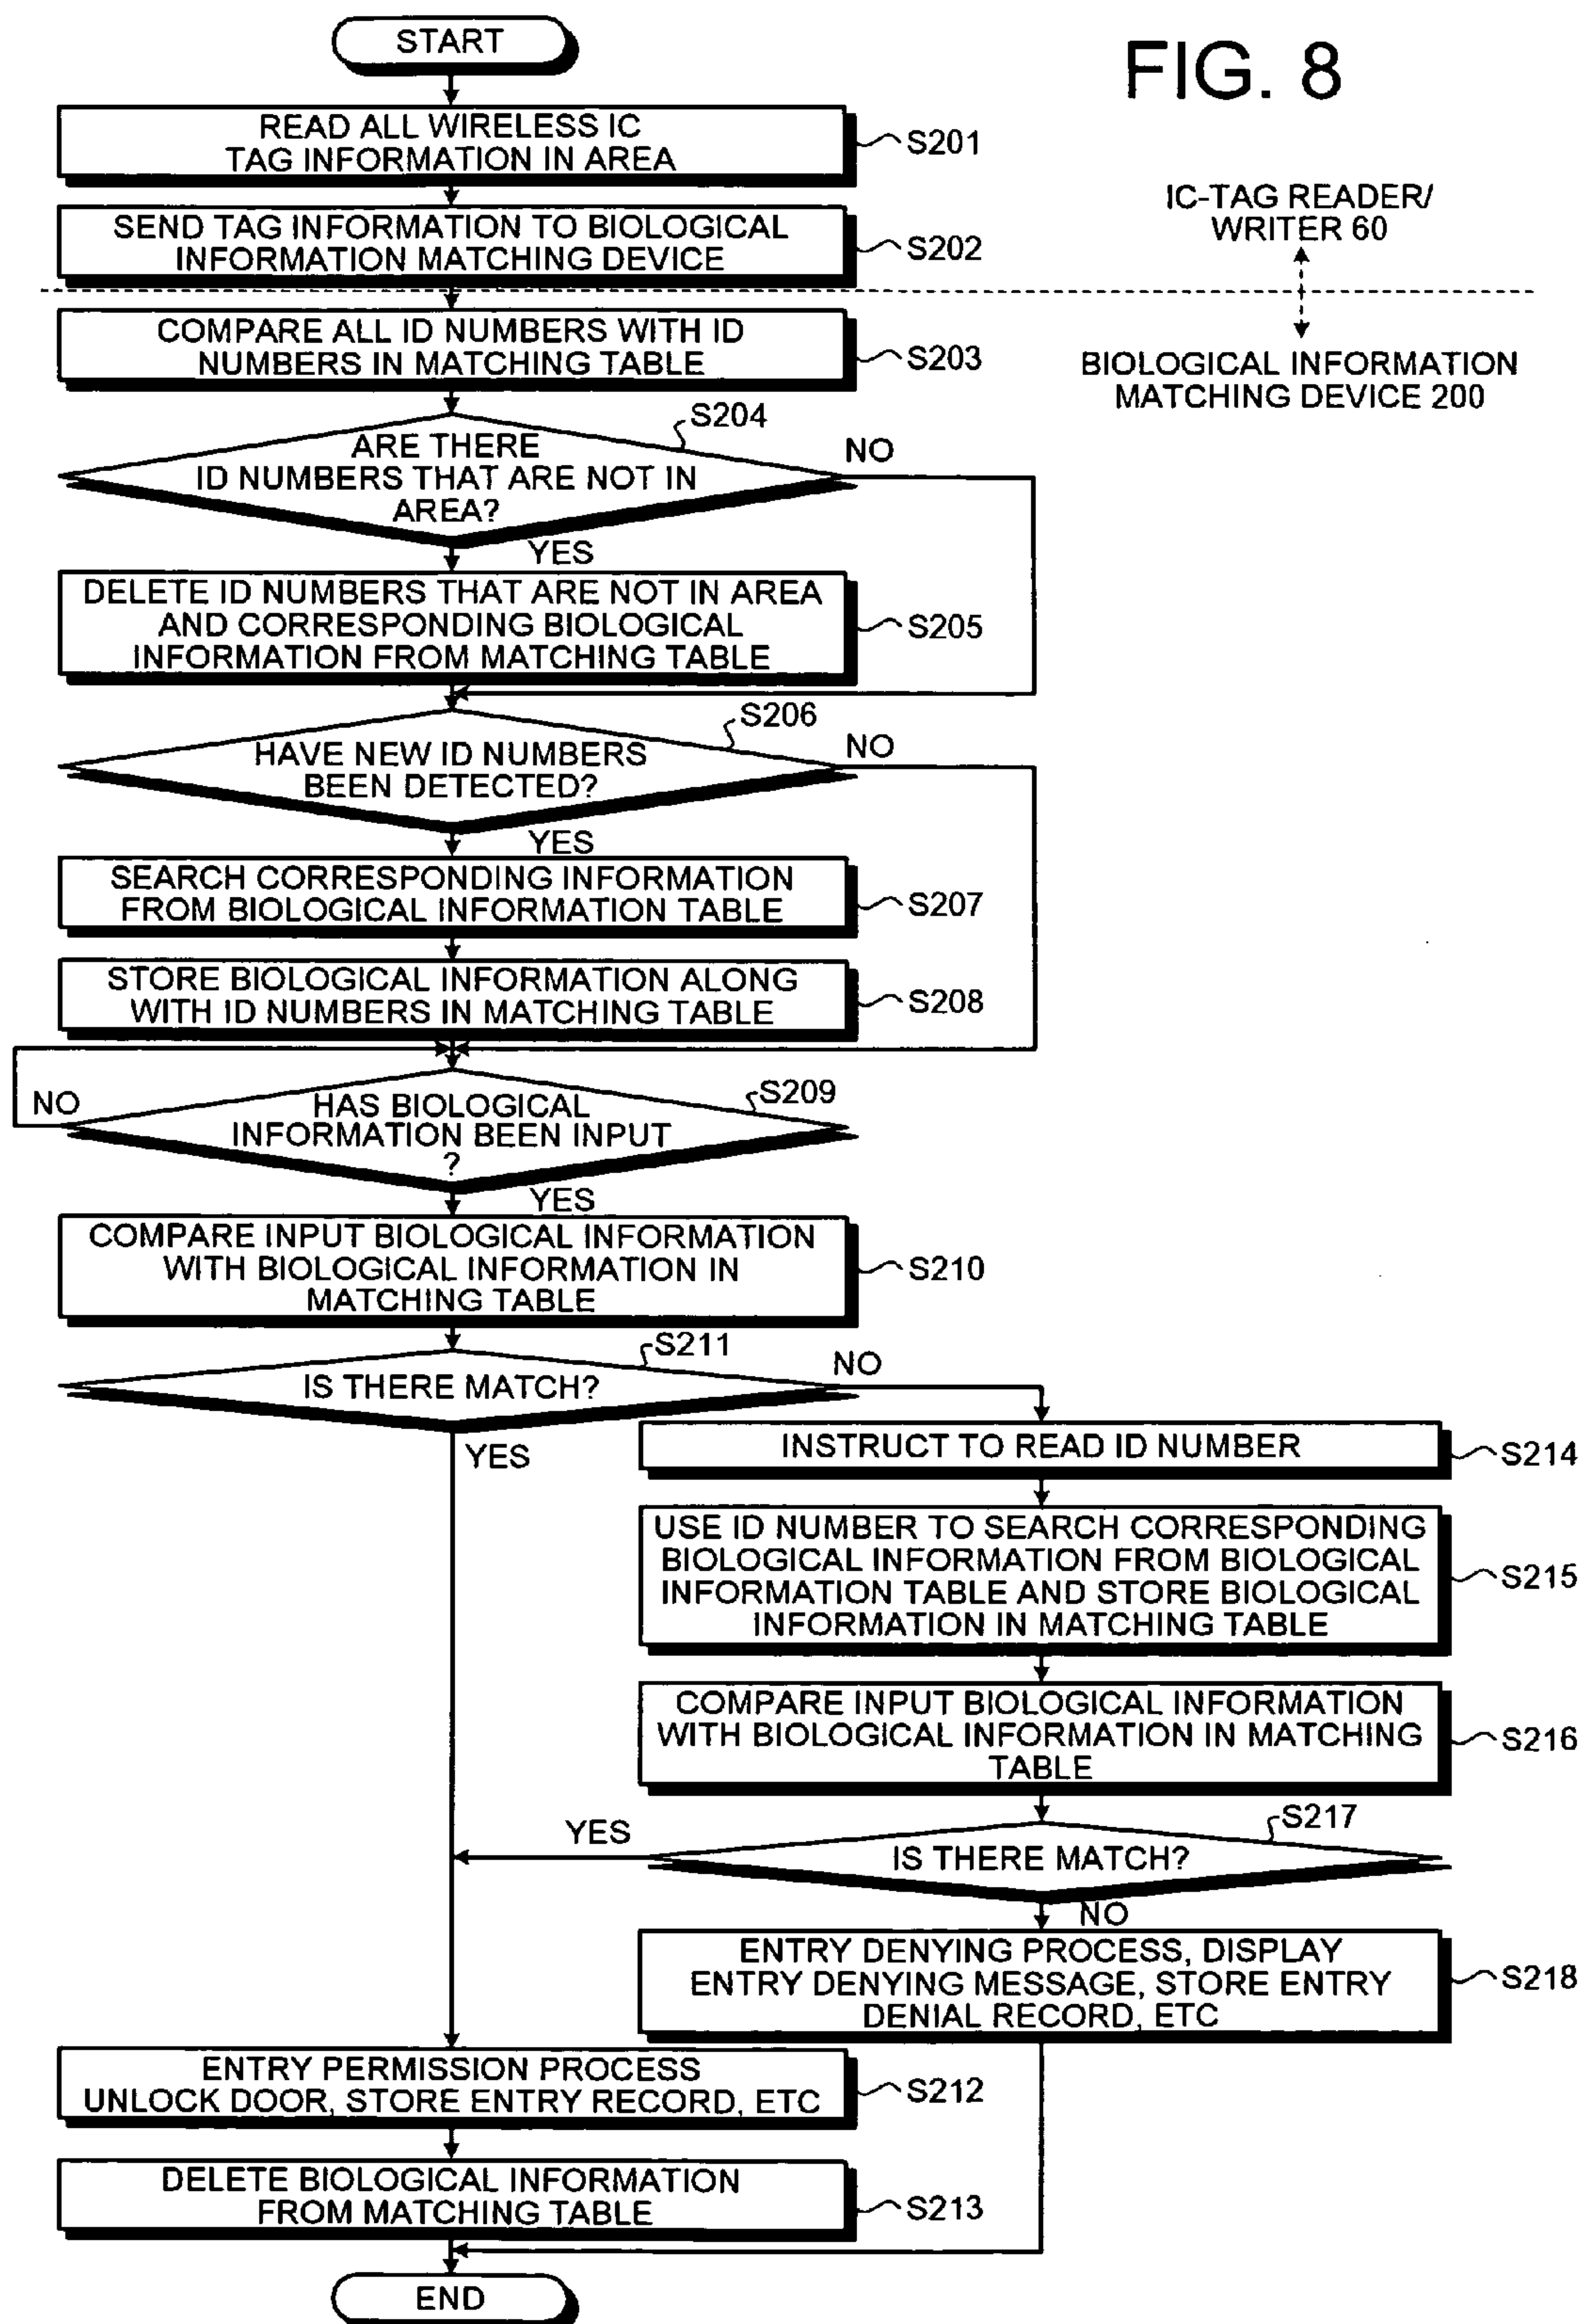 START
FIG. 8
READ ALL WIRELESS IC
TAG INFORMATION IN AREA
S201
SEND TAG INFORMATION TO BIOLOGICAL
INFORMATION MATCHING DEVICE
S202
IC-TAG READER/
WRITER 60
COMPARE ALL ID NUMBERS WITH ID
NUMBERS IN MATCHING TABLE
S203
BIOLOGICAL INFORMATION
MATCHING DEVICE 200
S204
ARE THERE
ID NUMBERS THAT ARE NOT IN
AREA?
NO
YES
DELETE ID NUMBERS THAT ARE NOT IN AREA
AND CORRESPONDING BIOLOGICAL
INFORMATION FROM MATCHING TABLE
S205
S206
HAVE NEW ID NUMBERS
BEEN DETECTED?
NO
YES
SEARCH CORRESPONDING INFORMATION
FROM BIOLOGICAL INFORMATION TABLE
S207
STORE BIOLOGICAL INFORMATION ALONG
WITH ID NUMBERS IN MATCHING TABLE
S208
NO
S209
HAS BIOLOGICAL
INFORMATION BEEN INPUT
?
YES
COMPARE INPUT BIOLOGICAL INFORMATION
WITH BIOLOGICAL INFORMATION IN
MATCHING TABLE
S210
S211
IS THERE MATCH?
NO
YES
INSTRUCT TO READ ID NUMBER
S214
USE ID NUMBER TO SEARCH CORRESPONDING
BIOLOGICAL INFORMATION FROM BIOLOGICAL
INFORMATION TABLE AND STORE BIOLOGICAL
INFORMATION IN MATCHING TABLE
S215
COMPARE INPUT BIOLOGICAL INFORMATION
WITH BIOLOGICAL INFORMATION IN MATCHING
TABLE
S216
S217
YES
IS THERE MATCH?
NO
ENTRY DENYING PROCESS, DISPLAY
ENTRY DENYING MESSAGE, STORE ENTRY
DENIAL RECORD, ETC
S218
ENTRY PERMISSION PROCESS
UNLOCK DOOR, STORE ENTRY RECORD, ETC
S212
DELETE BIOLOGICAL INFORMATION
FROM MATCHING TABLE
S213
END